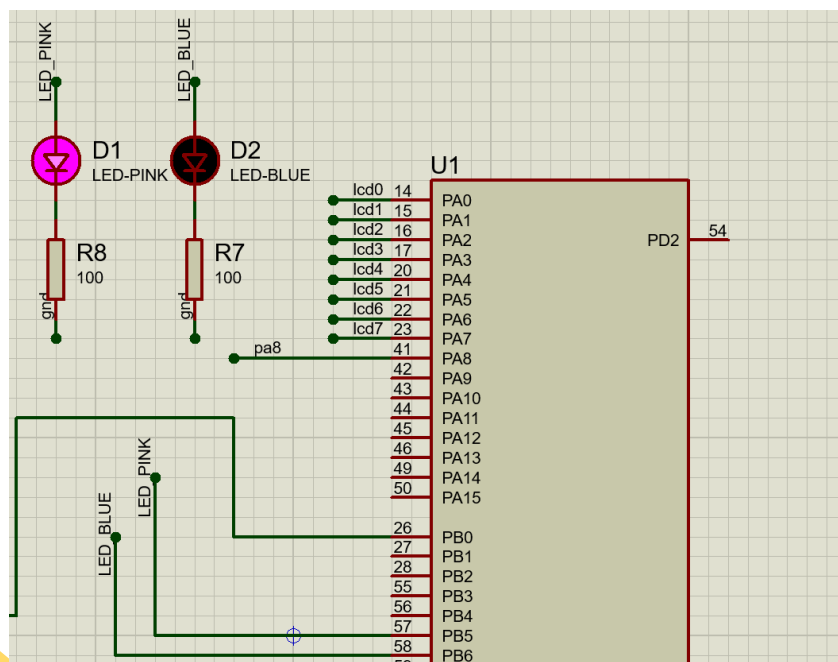 LED_PINK
LED_BLUE
D1
LED-PINK
D2
LED-BLUE
R8
100
gnd
R7
100
gnd
U1
lcd0 14 PA0
lcd1 15 PA1
lcd2 16 PA2
lcd3 17 PA3
lcd4 20 PA4
lcd5 21 PA5
lcd6 22 PA6
lcd7 23 PA7
pa8 41 PA8
42 PA9
43 PA10
44 PA11
45 PA12
46 PA13
49 PA14
50 PA15
PD2 54
LED_PINK
LED_BLUE
26 PB0
27 PB1
28 PB2
55 PB3
56 PB4
57 PB5
58 PB6